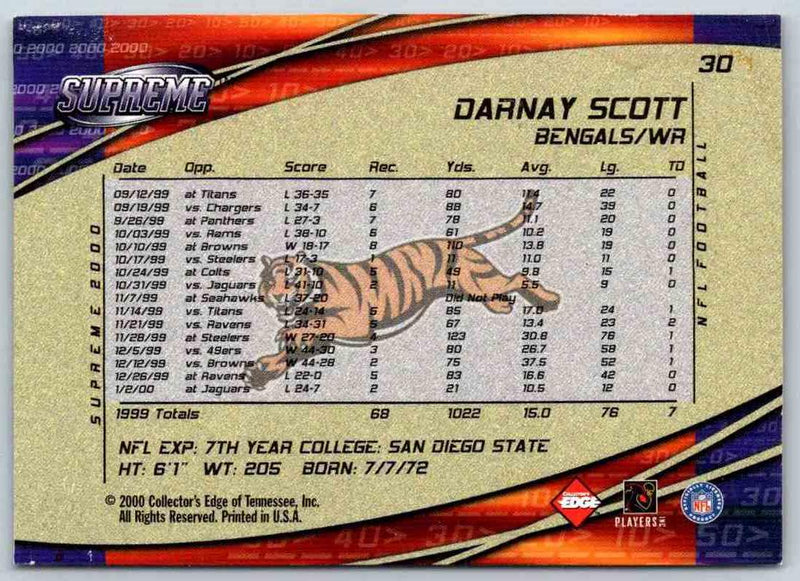 30
SUPREME
DARNAY SCOTT
BENGALS/WR
Date Opp. Score Rec. Yds. Avg. Lg. TD
09/12/99 at Titans L 36-35 7 80 11.4 22 0
09/19/99 vs. Chargers L 34-7 6 88 14.7 39 0
9/26/99 at Panthers L 27-3 7 78 11.1 20 0
10/03/99 vs. Rams L 38-10 6 61 10.2 19 0
10/10/99 at Browns W 18-17 8 110 13.8 19 0
10/17/99 vs. Steelers L 17-3 1 11 11.0 11 0
10/24/99 at Colts L 31-10 5 49 9.8 15 1
10/31/99 vs. Jaguars L 41-10 2 11 5.5 9 0
11/7/99 at Seahawks L 37-20 Did Not Play
11/14/99 vs. Titans L 24-14 5 85 17.0 24 1
11/21/99 vs. Ravens L 34-31 5 67 13.4 23 2
11/28/99 at Steelers W 27-20 4 123 30.8 76 1
12/5/99 vs. 49ers W 44-30 3 80 26.7 58 1
12/12/99 vs. Browns W 44-28 2 75 37.5 52 1
12/26/99 at Ravens L 22-0 5 83 16.6 42 0
1/2/00 at Jaguars L 24-7 2 21 10.5 12 0
1999 Totals 68 1022 15.0 76 7
SUPREME 2000
NFL FOOTBALL
NFL EXP: 7TH YEAR COLLEGE: SAN DIEGO STATE
HT: 6'1" WT: 205 BORN: 7/7/72
© 2000 Collector's Edge of Tennessee, Inc.
All Rights Reserved. Printed in U.S.A.
COLLECTOR'S
EDGE
PLAYERS INC
NFL